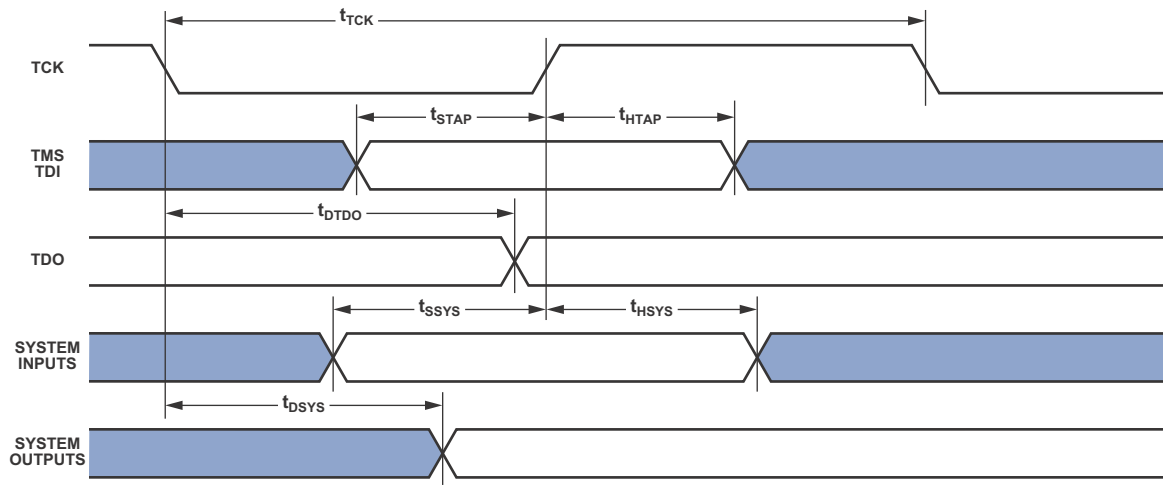 tTCK
TCK
tSTAP
tHTAP
TMS
TDI
tDTDO
TDO
tSSYS
tHSYS
SYSTEM
INPUTS
tDSYS
SYSTEM
OUTPUTS